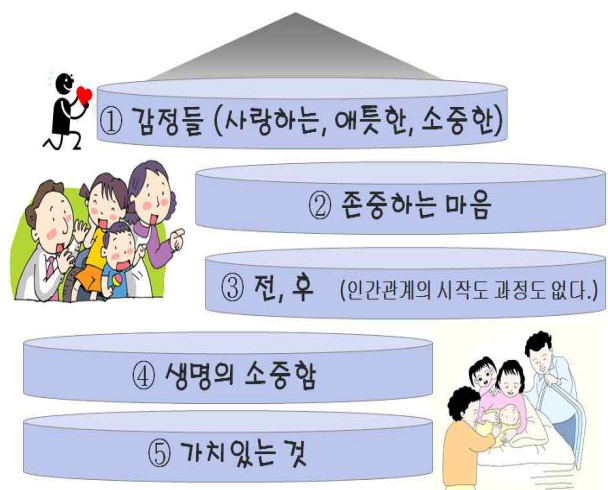 ① 감정들 (사랑하는, 애틋한, 소중한)
② 존중하는 마음
③ 전, 후 (인간관계의 시작도 과정도 없다.)
④ 생명의 소중함
⑤ 가치있는 것